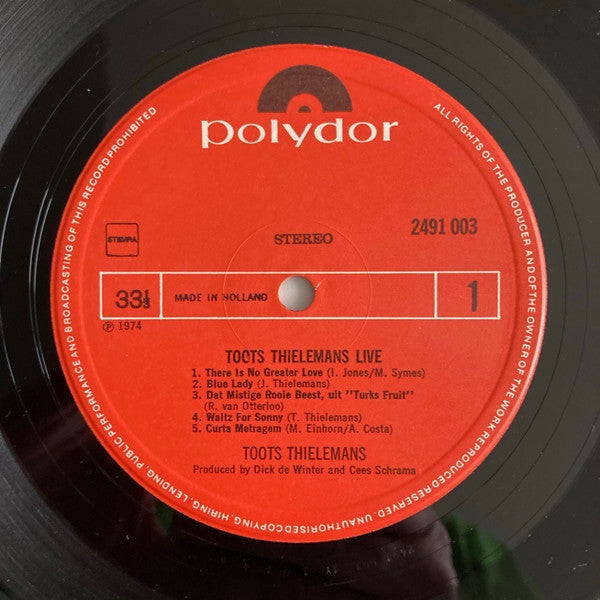 polydor
STEMRA
STEREO
2491 003
33⅓
MADE IN HOLLAND
1
Ⓟ 1974
TOOTS THIELEMANS LIVE
1. There Is No Greater Love (I. Jones/M. Symes)
2. Blue Lady (J. Thielemans)
3. Dat Mistige Rooie Beest, uit "Turks Fruit"
(R. van Otterloo)
4. Waltz For Sonny (T. Thielemans)
5. Curta Metragem (M. Einhorn/A. Costa)
TOOTS THIELEMANS
Produced by Dick de Winter and Cees Schrama
ALL RIGHTS OF THE PRODUCER AND OF THE OWNER OF THE WORK REPRODUCED RESERVED. UNAUTHORISED COPYING, HIRING, LENDING, PUBLIC PERFORMANCE AND BROADCASTING OF THIS RECORD PROHIBITED